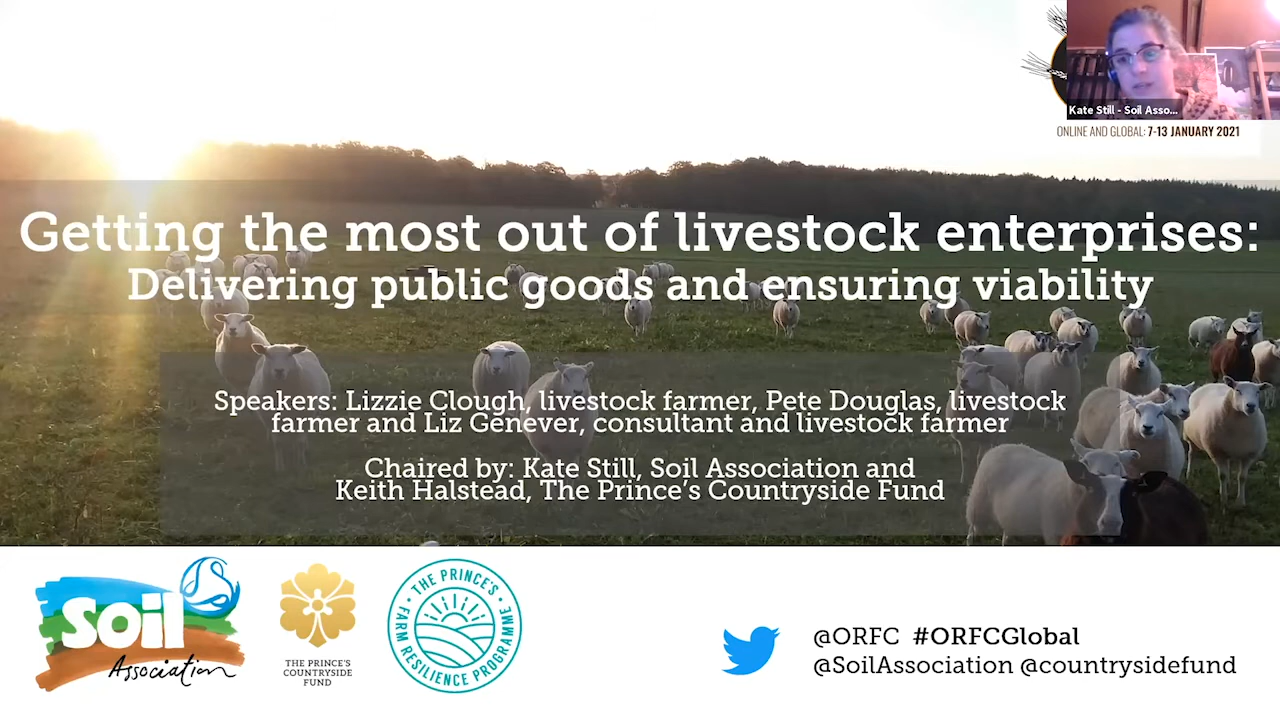 Kate Still - Soil Asso...
ONLINE AND GLOBAL: 7-13 JANUARY 2021
Getting the most out of livestock enterprises:
Delivering public goods and ensuring viability
Speakers: Lizzie Clough, livestock farmer, Pete Douglas, livestock
farmer and Liz Genever, consultant and livestock farmer
Chaired by: Kate Still, Soil Association and
Keith Halstead, The Prince's Countryside Fund
Soil
Association
THE PRINCE'S
COUNTRYSIDE
FUND
THE PRINCE'S
FARM RESILIENCE PROGRAMME
@ORFC #ORFCGlobal
@SoilAssociation @countrysidefund